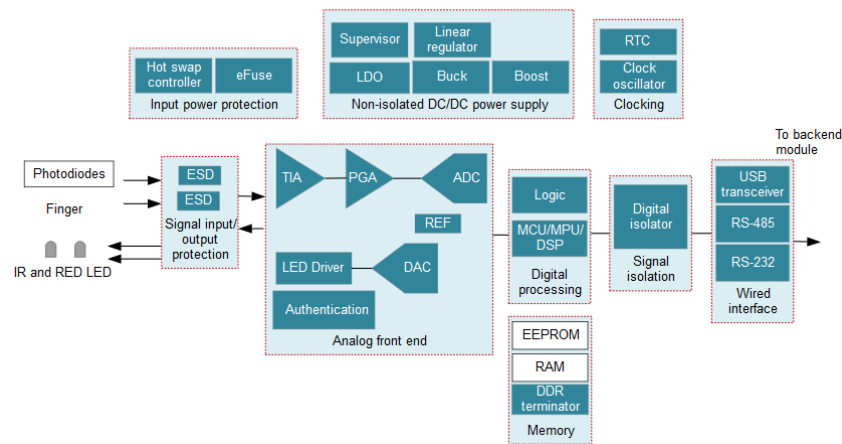 Hot swap
controller
eFuse
Input power protection
Supervisor
Linear
regulator
LDO
Buck
Boost
Non-isolated DC/DC power supply
RTC
Clock
oscillator
Clocking
To backend
module
Photodiodes
Finger
IR and RED LED
ESD
ESD
Signal input/
output
protection
TIA
PGA
ADC
REF
LED Driver
DAC
Authentication
Analog front end
Logic
MCU/MPU/
DSP
Digital
processing
Digital
isolator
Signal
isolation
USB
transceiver
RS-485
RS-232
Wired
interface
EEPROM
RAM
DDR
terminator
Memory